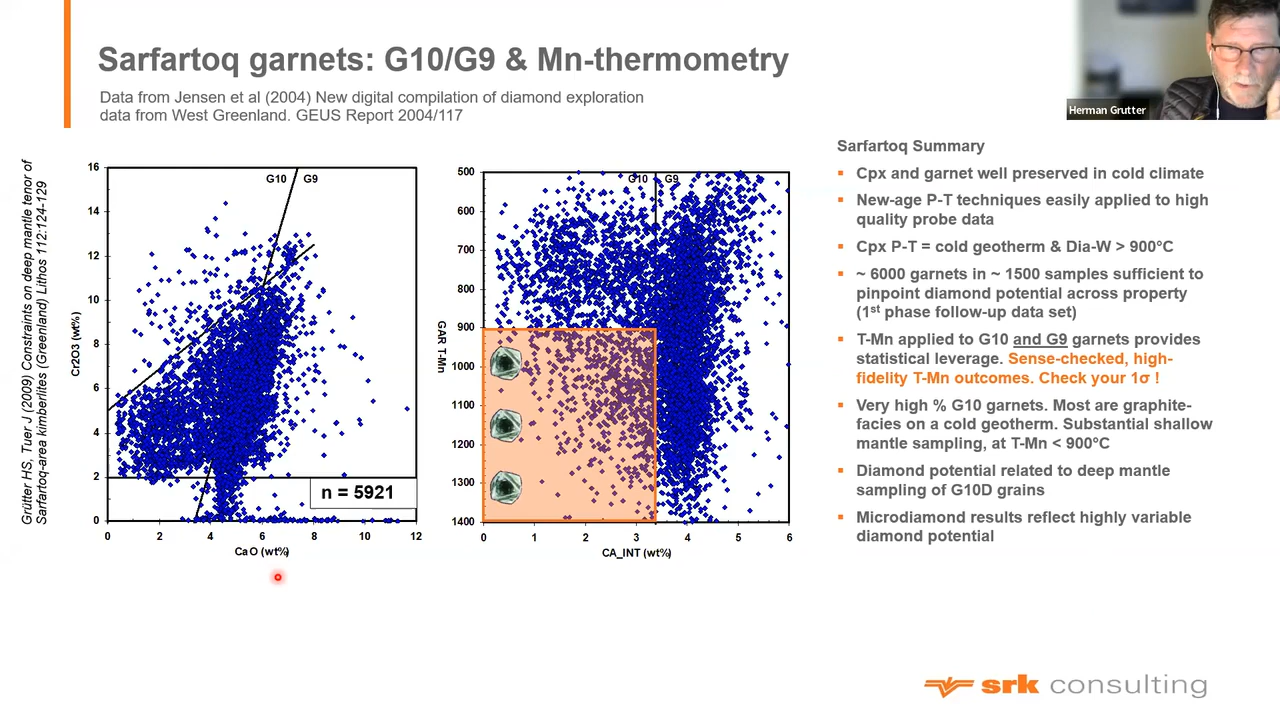 Sarfartoq garnets: G10/G9 & Mn-thermometry
Data from Jensen et al (2004) New digital compilation of diamond exploration
data from West Greenland. GEUS Report 2004/117
Herman Grutter
Grütter HS, Tuer J (2009) Constraints on deep mantle tenor of
Sarfartoq-area kimberlites (Greenland) Lithos 112:124-129
16
14
12
10
8
6
4
2
0
Cr2O3 (wt%)
G10
G9
n = 5921
0
2
4
6
8
10
12
CaO (wt%)
500
600
700
800
900
1000
1100
1200
1300
1400
GAR T-Mn
G10
G9
0
1
2
3
4
5
6
CA_INT (wt%)
Sarfartoq Summary
Cpx and garnet well preserved in cold climate
New-age P-T techniques easily applied to high
quality probe data
Cpx P-T = cold geotherm & Dia-W > 900°C
~ 6000 garnets in ~ 1500 samples sufficient to
pinpoint diamond potential across property
(1st phase follow-up data set)
T-Mn applied to G10 and G9 garnets provides
statistical leverage. Sense-checked, high-
fidelity T-Mn outcomes. Check your 1σ !
Very high % G10 garnets. Most are graphite-
facies on a cold geotherm. Substantial shallow
mantle sampling, at T-Mn < 900°C
Diamond potential related to deep mantle
sampling of G10D grains
Microdiamond results reflect highly variable
diamond potential
srk consulting